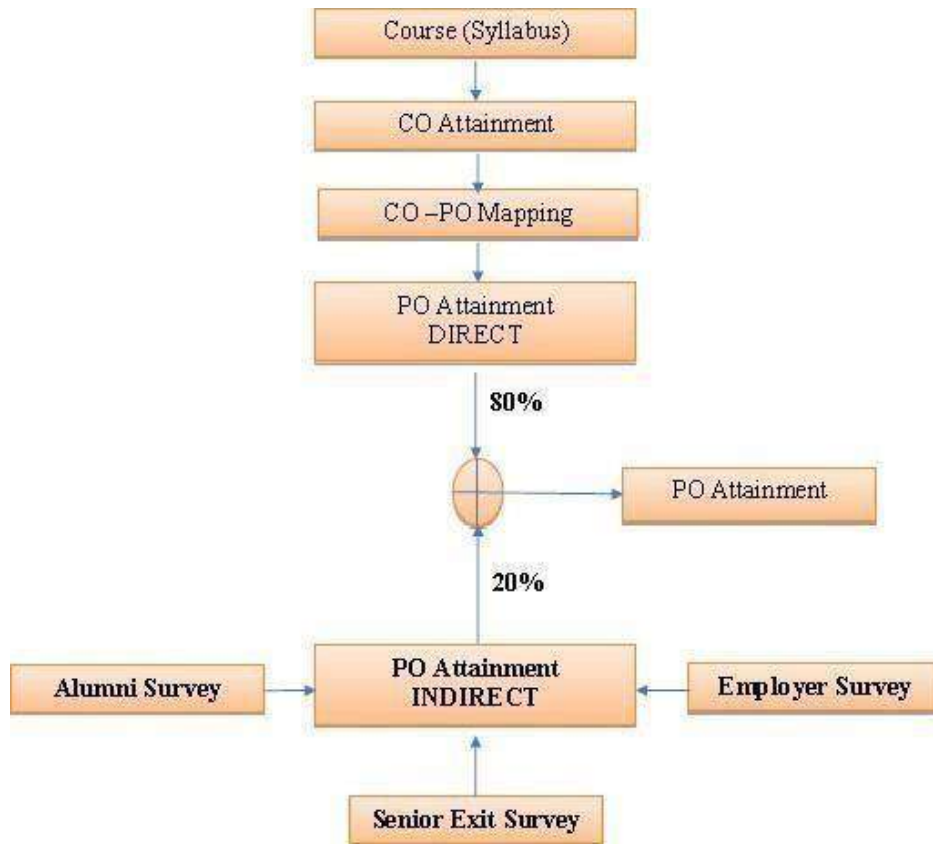 Course (Syllabus)
CO Attainment
CO –PO Mapping
PO Attainment
DIRECT
80%
PO Attainment
20%
PO Attainment
INDIRECT
Alumni Survey
Employer Survey
Senior Exit Survey